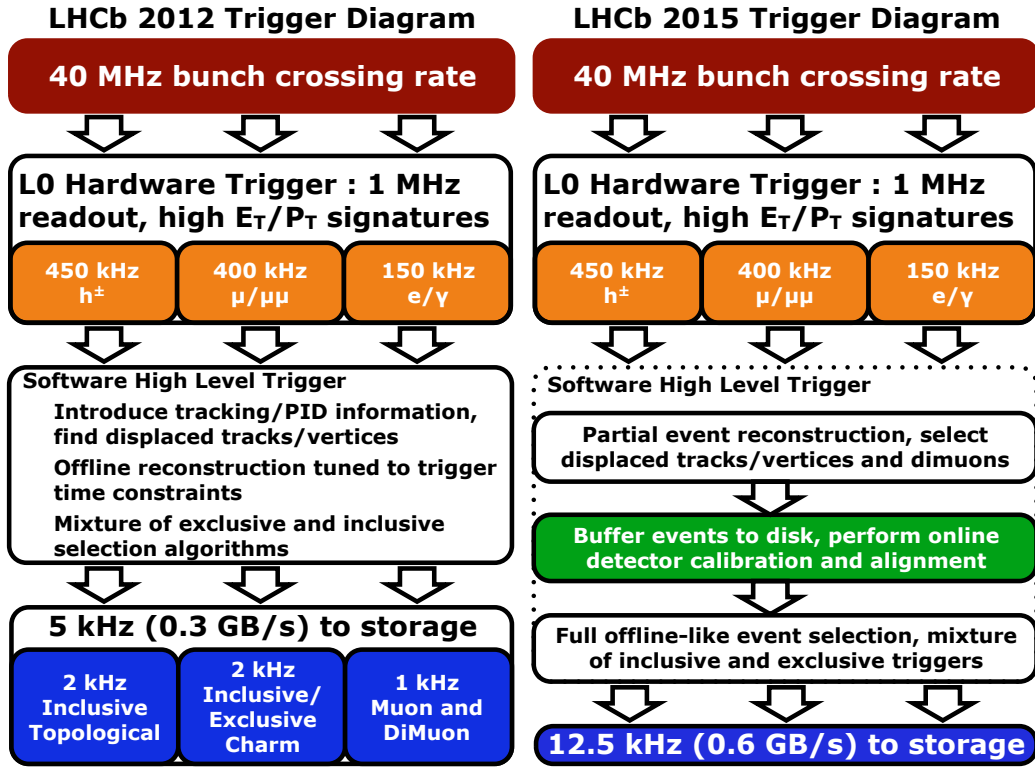 LHCb 2012 Trigger Diagram
40 MHz bunch crossing rate
L0 Hardware Trigger : 1 MHz
readout, high ET/PT signatures
450 kHz
h±
400 kHz
μ/μμ
150 kHz
e/γ
Software High Level Trigger
Introduce tracking/PID information,
find displaced tracks/vertices
Offline reconstruction tuned to trigger
time constraints
Mixture of exclusive and inclusive
selection algorithms
5 kHz (0.3 GB/s) to storage
2 kHz
Inclusive
Topological
2 kHz
Inclusive/
Exclusive
Charm
1 kHz
Muon and
DiMuon
LHCb 2015 Trigger Diagram
40 MHz bunch crossing rate
L0 Hardware Trigger : 1 MHz
readout, high ET/PT signatures
450 kHz
h±
400 kHz
μ/μμ
150 kHz
e/γ
Software High Level Trigger
Partial event reconstruction, select
displaced tracks/vertices and dimuons
Buffer events to disk, perform online
detector calibration and alignment
Full offline-like event selection, mixture
of inclusive and exclusive triggers
12.5 kHz (0.6 GB/s) to storage